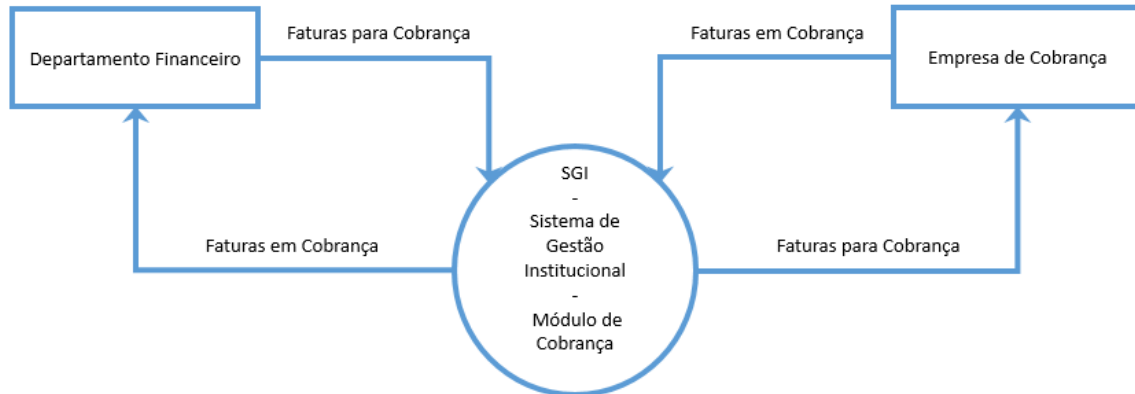 Faturas para Cobrança
Faturas em Cobrança
Departamento Financeiro
Empresa de Cobrança
SGI
-
Sistema de
Gestão
Institucional
-
Módulo de
Cobrança
Faturas em Cobrança
Faturas para Cobrança